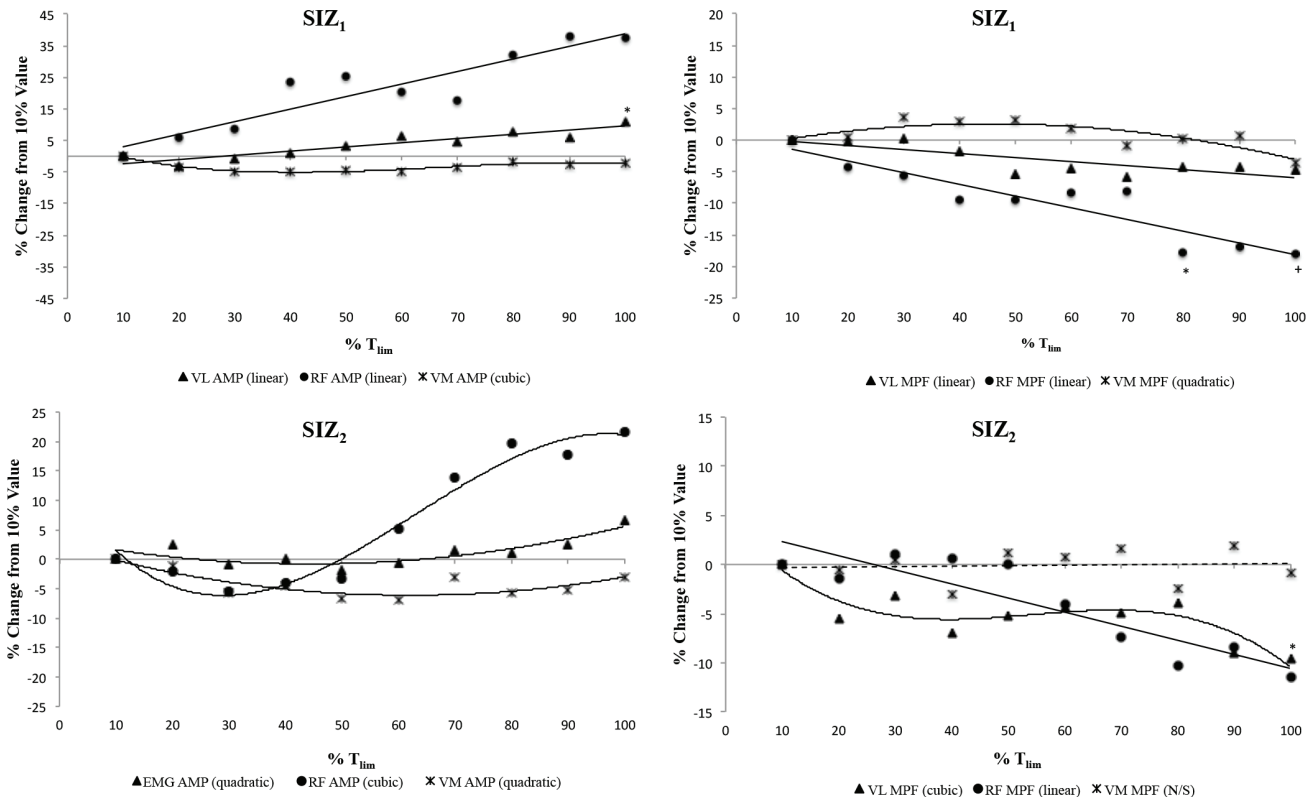 SIZ1
% Change from 10% Value
45
35
25
15
5
-5
-15
-25
-35
-45
*
0 10 20 30 40 50 60 70 80 90 100
% Tlim
VL AMP (linear) RF AMP (linear) VM AMP (cubic)
SIZ1
% Change from 10% Value
20
15
10
5
0
-5
-10
-15
-20
-25
* +
0 10 20 30 40 50 60 70 80 90 100
% Tlim
VL MPF (linear) RF MPF (linear) VM MPF (quadratic)
SIZ2
% Change from 10% Value
25
20
15
10
5
0
-5
-10
-15
-20
-25
0 10 20 30 40 50 60 70 80 90 100
% Tlim
EMG AMP (quadratic) RF AMP (cubic) VM AMP (quadratic)
SIZ2
% Change from 10% Value
15
10
5
0
-5
-10
-15
*
0 10 20 30 40 50 60 70 80 90 100
% Tlim
VL MPF (cubic) RF MPF (linear) VM MPF (N/S)